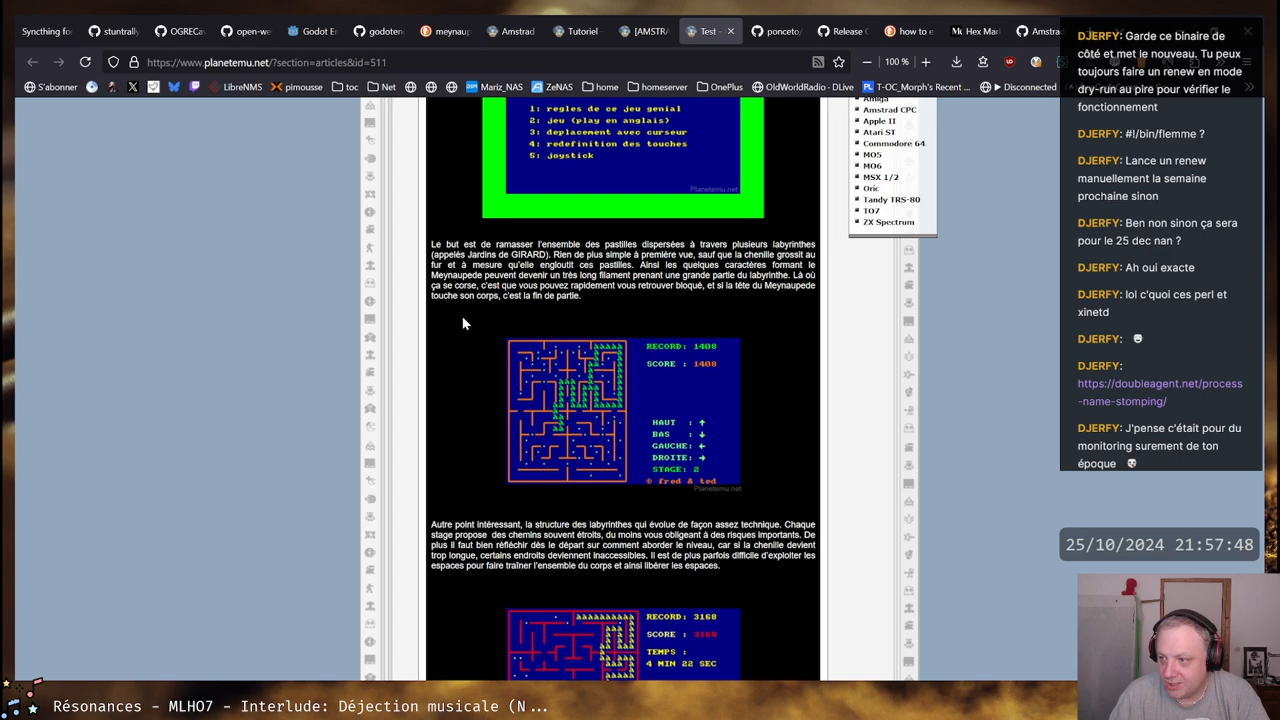 Syncthing for
stuntrally
OGRECa
open-we
Godot E
godoten
meynaup
Amstrad
Tutoriel
[AMSTRA
Test -
ponceto/
Release
how to e
Hex Mar
Amstra
https://www.planetemu.net/?section=articles&id=511
100 %
S'abonner
LibreNMS
pimousse
toc
Net
Mariz_NAS
ZeNAS
home
homeserver
OnePlus
OldWorldRadio - DLive
T-OC_Morph's Decent L
Disconnected
1: regles de ce jeu genial
2: jeu (play en anglais)
3: deplacement avec curseur
4: redefinition des touches
5: joystick
Planetemu.net
Amiga
Amstrad CPC
Apple II
Atari ST
Commodore 64
MO5
MO6
MSX 1/2
Oric
Tandy TRS-80
TO7
ZX Spectrum
Le but est de ramasser l'ensemble des pastilles dispersées à travers plusieurs labyrinthes
(appelés Jardins de GIRARD). Rien de plus simple à première vue, sauf que la chenille grossit au
fur et à mesure qu'elle engloutit ces pastilles. Ainsi les quelques caractères formant le
Meynaupede peuvent devenir un très long filament prenant une grande partie du labyrinthe. Là où
ça se corse, c'est que vous pouvez rapidement vous retrouver bloqué, et si la tête du Meynaupede
touche son corps, c'est la fin de partie.
RECORD: 1408
SCORE : 1408
HAUT : ↑
BAS : ↓
GAUCHE: ←
DROITE: →
STAGE: 2
© fred & ted
Planetemu.net
Autre point intéressant, la structure des labyrinthes qui évolue de façon assez technique. Chaque
stage propose des chemins souvent étroits, du moins vous obligeant à des risques importants. De
plus il faut bien réfléchir dès le départ sur comment aborder le niveau, car si la chenille devient
trop longue, certains endroits deviennent inaccessibles. Il est de plus parfois difficile d'exploiter les
espaces pour faire traîner l'ensemble du corps et ainsi libérer les espaces.
RECORD: 3168
SCORE : 3168
TEMPS :
4 MIN 22 SEC
DJERFY: Garde ce binaire de
côté et met le nouveau. Tu peux
toujours faire un renew en mode
dry-run au pire pour vérifier le
fonctionnement
DJERFY: #!/bin/flemme ?
DJERFY: Lance un renew
manuellement la semaine
prochaine sinon
DJERFY: Ben non sinon ça sera
pour le 25 dec nan ?
DJERFY: Ah oui exacte
DJERFY: lol c'quoi ces perl et
xinetd
DJERFY:
DJERFY:
https://doubleagent.net/process
-name-stomping/
DJERFY: J'pense c'était pour du
monitoring surement de ton
époque
25/10/2024 21:57:48
Résonances - MLHO7 - Interlude: Déjection musicale (N ...